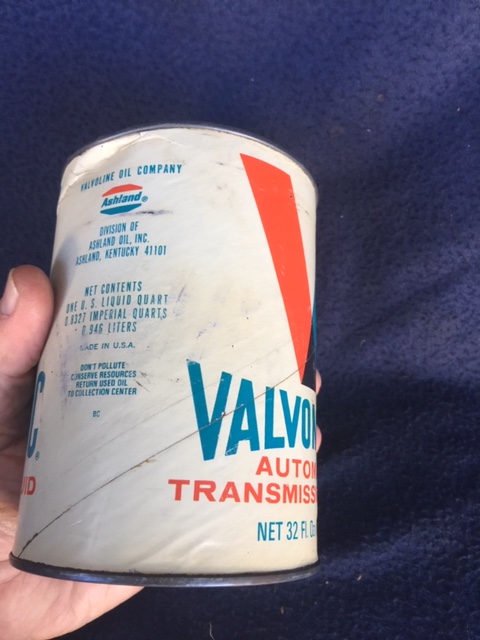 VALVOLINE OIL COMPANY
Ashland®
DIVISION OF
ASHLAND OIL, INC.
ASHLAND, KENTUCKY 41101
NET CONTENTS
ONE U.S. LIQUID QUART
0.8327 IMPERIAL QUARTS
0.946 LITERS
MADE IN U.S.A.
DON'T POLLUTE
CONSERVE RESOURCES
RETURN USED OIL
TO COLLECTION CENTER
BC
C®
UID
VALVO
AUTOM
TRANSMISS
NET 32 FL. OZ